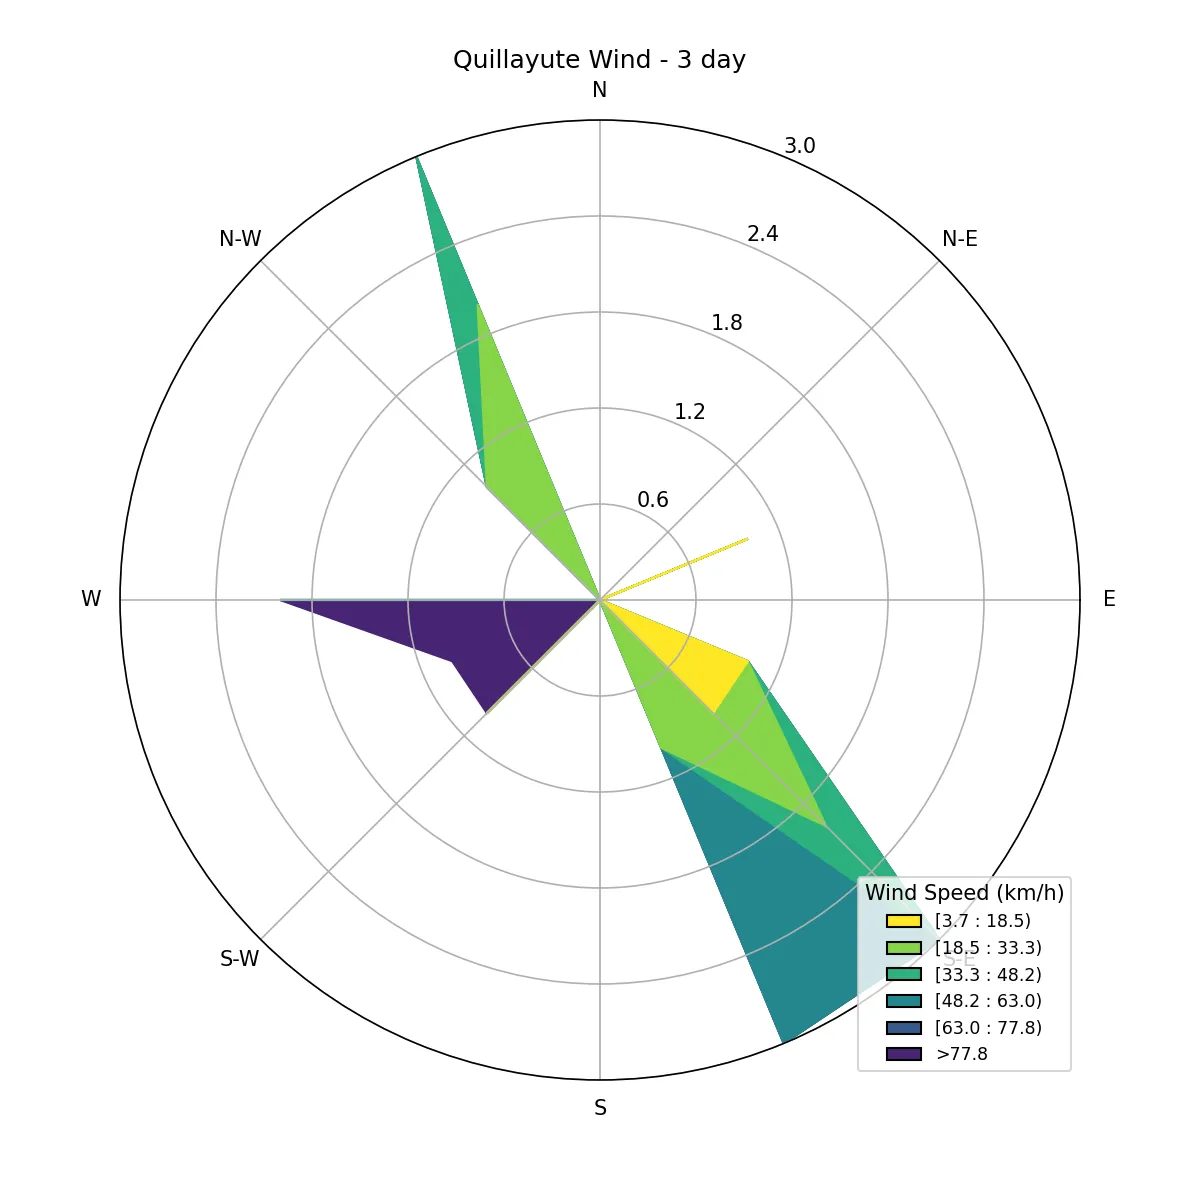 Quillayute Wind - 3 day
N
3.0
N-W
N-E
2.4
1.8
1.2
0.6
W
E
Wind Speed (km/h)
[3.7 : 18.5)
[18.5 : 33.3)
S-W
S-E
[33.3 : 48.2)
[48.2 : 63.0)
[63.0 : 77.8)
>77.8
S